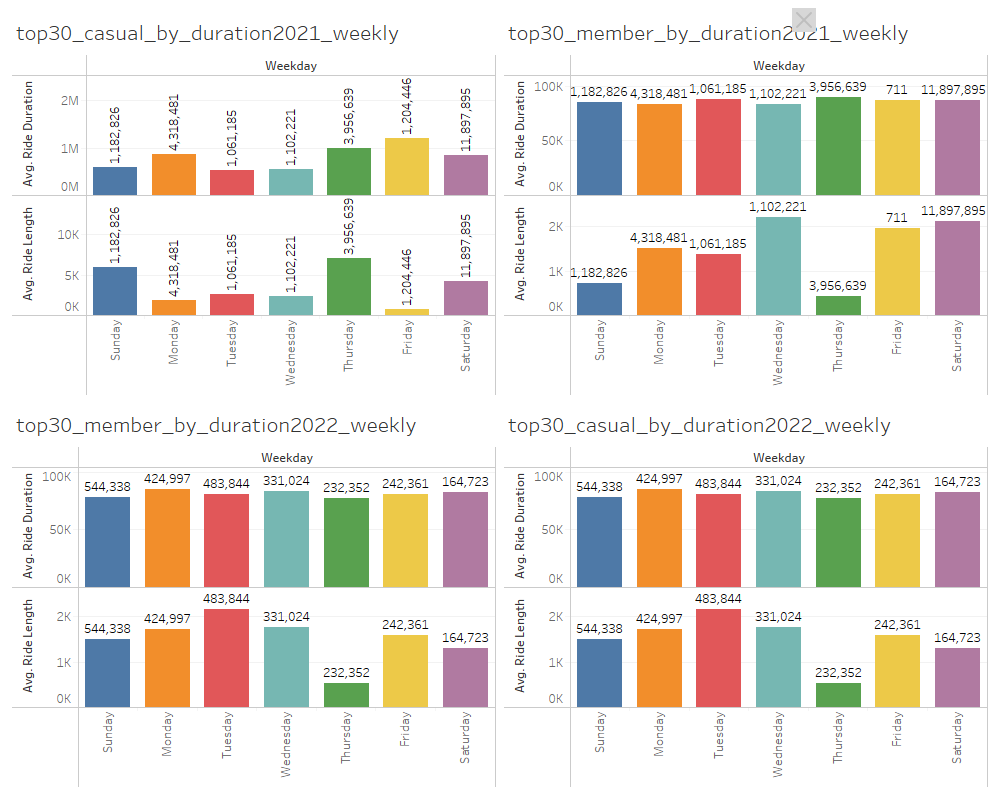 top30_casual_by_duration2021_weekly
Weekday
Avg. Ride Duration
2M
1M
0M
1,182,826
4,318,481
1,061,185
1,102,221
3,956,639
1,204,446
11,897,895
Avg. Ride Length
10K
5K
0K
1,182,826
4,318,481
1,061,185
1,102,221
3,956,639
1,204,446
11,897,895
Sunday
Monday
Tuesday
Wednesday
Thursday
Friday
Saturday
top30_member_by_duration2021_weekly
Weekday
Avg. Ride Duration
100K
50K
0K
1,182,826
4,318,481
1,061,185
1,102,221
3,956,639
711
11,897,895
Avg. Ride Length
2K
1K
0K
1,182,826
4,318,481
1,061,185
1,102,221
3,956,639
711
11,897,895
Sunday
Monday
Tuesday
Wednesday
Thursday
Friday
Saturday
top30_member_by_duration2022_weekly
Weekday
Avg. Ride Duration
100K
50K
0K
544,338
424,997
483,844
331,024
232,352
242,361
164,723
Avg. Ride Length
2K
1K
0K
544,338
424,997
483,844
331,024
232,352
242,361
164,723
Sunday
Monday
Tuesday
Wednesday
Thursday
Friday
Saturday
top30_casual_by_duration2022_weekly
Weekday
Avg. Ride Duration
100K
50K
0K
544,338
424,997
483,844
331,024
232,352
242,361
164,723
Avg. Ride Length
2K
1K
0K
544,338
424,997
483,844
331,024
232,352
242,361
164,723
Sunday
Monday
Tuesday
Wednesday
Thursday
Friday
Saturday